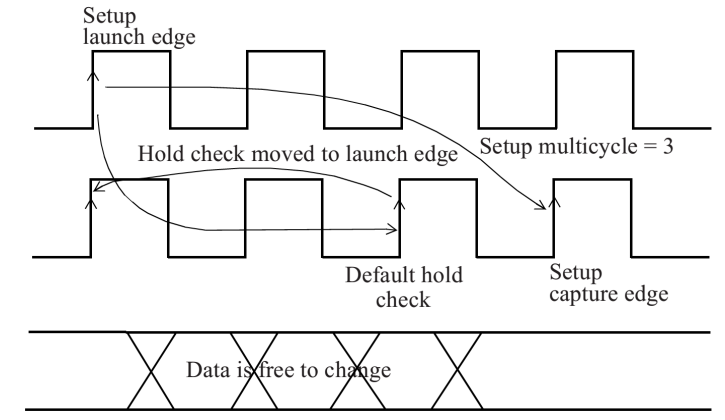 Setup
launch edge
Hold check moved to launch edge
Setup multicycle = 3
Default hold
check
Setup
capture edge
Data is free to change